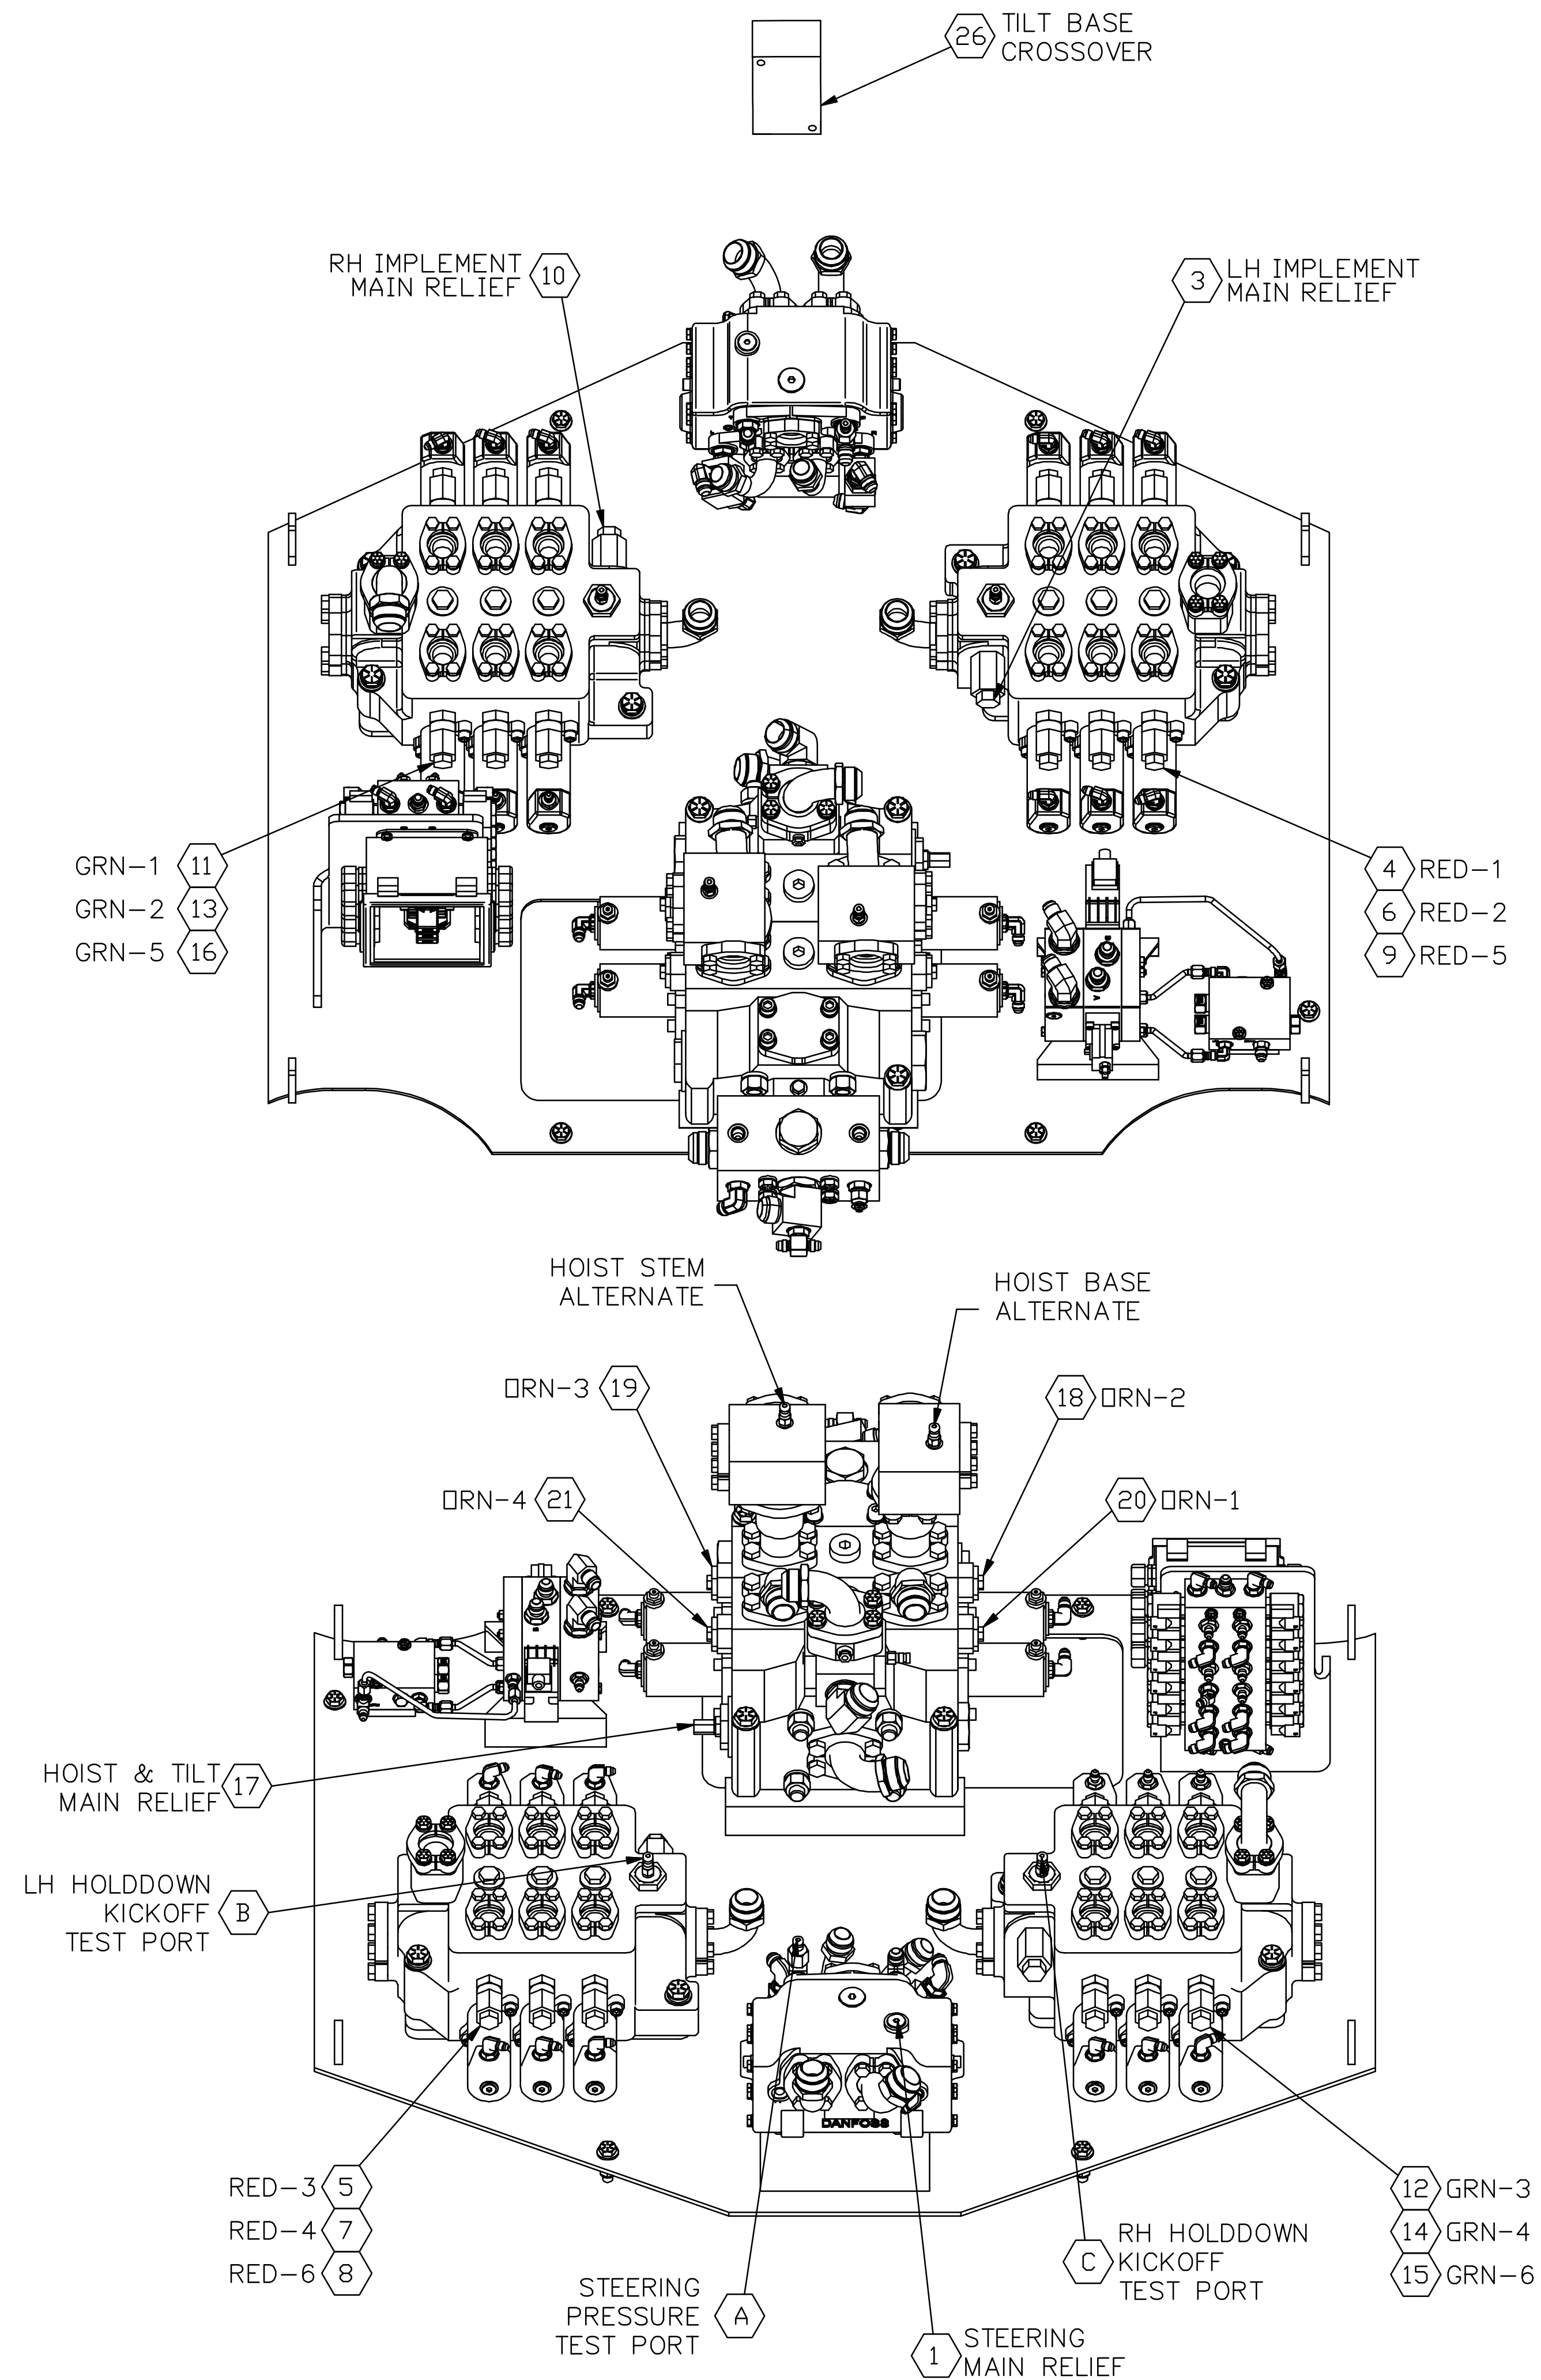 26 TILT BASE
CROSSOVER
RH IMPLEMENT
MAIN RELIEF 10
3 LH IMPLEMENT
MAIN RELIEF
GRN-1 11
GRN-2 13
GRN-5 16
4 RED-1
6 RED-2
9 RED-5
B
A
HOIST STEM
ALTERNATE
HOIST BASE
ALTERNATE
ORN-3 19
18 ORN-2
ORN-4 21
20 ORN-1
HOIST & TILT
MAIN RELIEF 17
LH HOLDDOWN
KICKOFF B
TEST PORT
DANFOSS
RED-3 5
RED-4 7
RED-6 8
12 GRN-3
14 GRN-4
15 GRN-6
C RH HOLDDOWN
KICKOFF
TEST PORT
STEERING
PRESSURE A
TEST PORT
1 STEERING
MAIN RELIEF